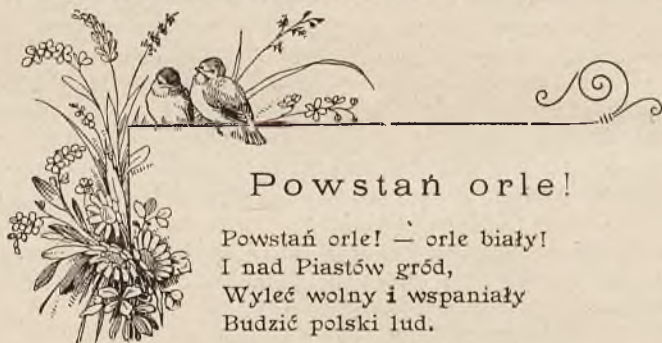 Powstań orle!
Powstań orle! — orle biały!
I nad Piastów gród,
Wyleć wolny i wspaniały
Budzić polski lud.